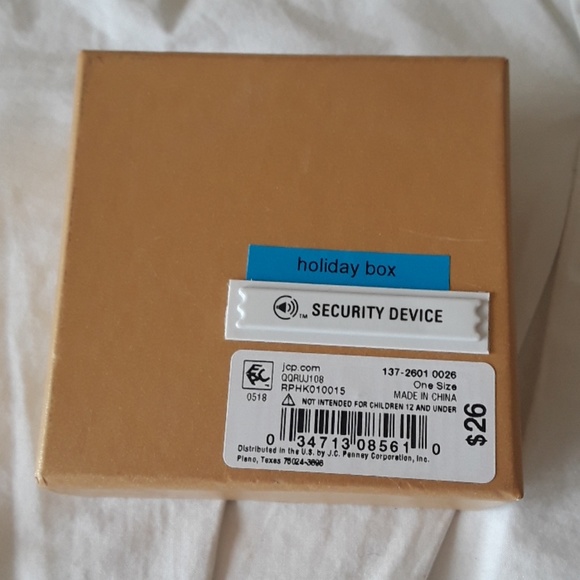 holiday box
TM SECURITY DEVICE
jcp.com 137-2601 0026
QQRUJ108 One Size
RPHK010015 MADE IN CHINA
0518
NOT INTENDED FOR CHILDREN 12 AND UNDER
$26
0 34713 08561 0
Distributed in the U.S. by J.C. Penney Corporation, Inc.
Plano, Texas 75024-3698